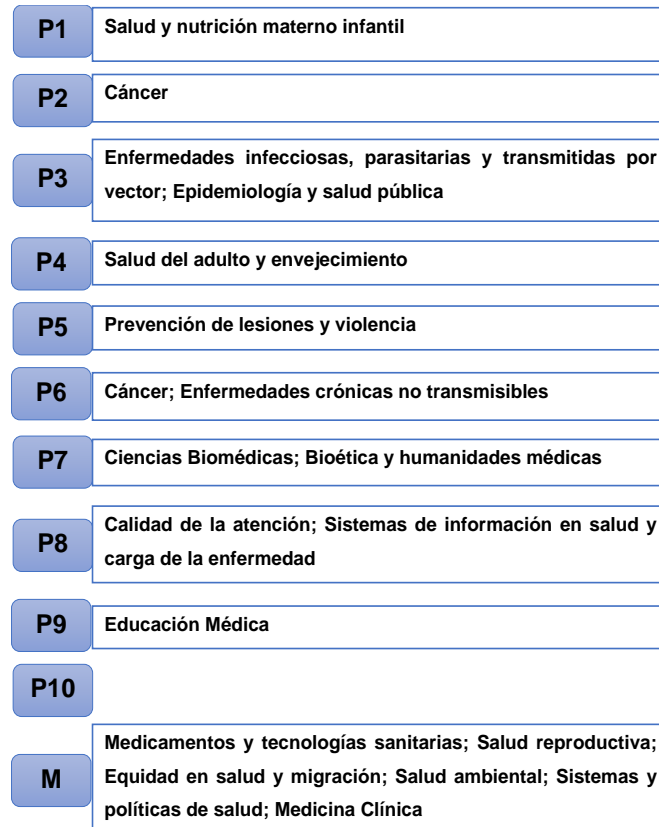 P1
Salud y nutrición materno infantil
P2
Cáncer
P3
Enfermedades infecciosas, parasitarias y transmitidas por
vector; Epidemiología y salud pública
P4
Salud del adulto y envejecimiento
P5
Prevención de lesiones y violencia
P6
Cáncer; Enfermedades crónicas no transmisibles
P7
Ciencias Biomédicas; Bioética y humanidades médicas
P8
Calidad de la atención; Sistemas de información en salud y
carga de la enfermedad
P9
Educación Médica
P10
M
Medicamentos y tecnologías sanitarias; Salud reproductiva;
Equidad en salud y migración; Salud ambiental; Sistemas y
políticas de salud; Medicina Clínica